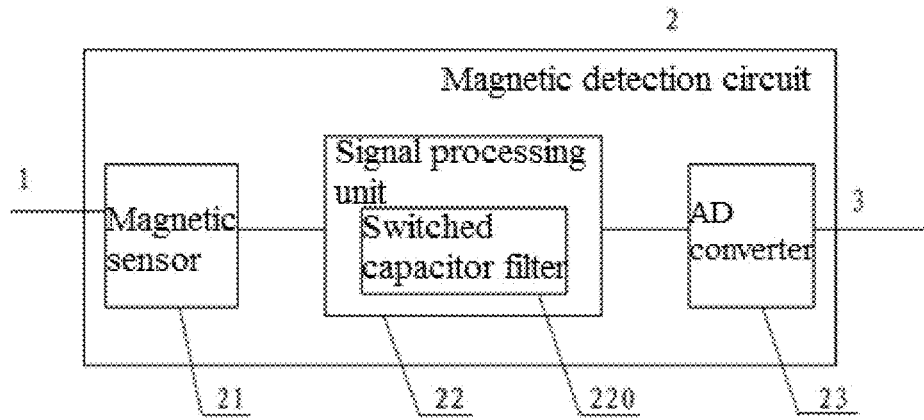 2
Magnetic detection circuit
Signal processing
unit
1
Magnetic
sensor
Switched
capacitor filter
AD
converter
3
21
22
220
23